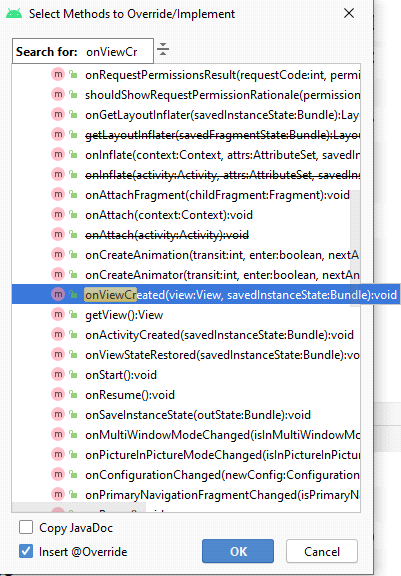 Select Methods to Override/Implement
Search for: onViewCr
onRequestPermissionsResult(requestCode:int, permi
shouldShowRequestPermissionRationale(permission
onGetLayoutInflater(savedInstanceState:Bundle):Lay
getLayoutInflater(savedFragmentState:Bundle):Layou
onInflate(context:Context, attrs:AttributeSet, savedIn
onInflate(activity:Activity, attrs:AttributeSet, savedIns
onAttachFragment(childFragment:Fragment):void
onAttach(context:Context):void
onAttach(activity:Activity):void
onCreateAnimation(transit:int, enter:boolean, nextA
onCreateAnimator(transit:int, enter:boolean, nextAn
onViewCreated(view:View, savedInstanceState:Bundle):void
getView():View
onActivityCreated(savedInstanceState:Bundle):void
onViewStateRestored(savedInstanceState:Bundle):vo
onStart():void
onResume():void
onSaveInstanceState(outState:Bundle):void
onMultiWindowModeChanged(isInMultiWindowMo
onPictureInPictureModeChanged(isInPictureInPictur
onConfigurationChanged(newConfig:Configuration
onPrimaryNavigationFragmentChanged(isPrimaryN
Copy JavaDoc
Insert @Override
OK Cancel